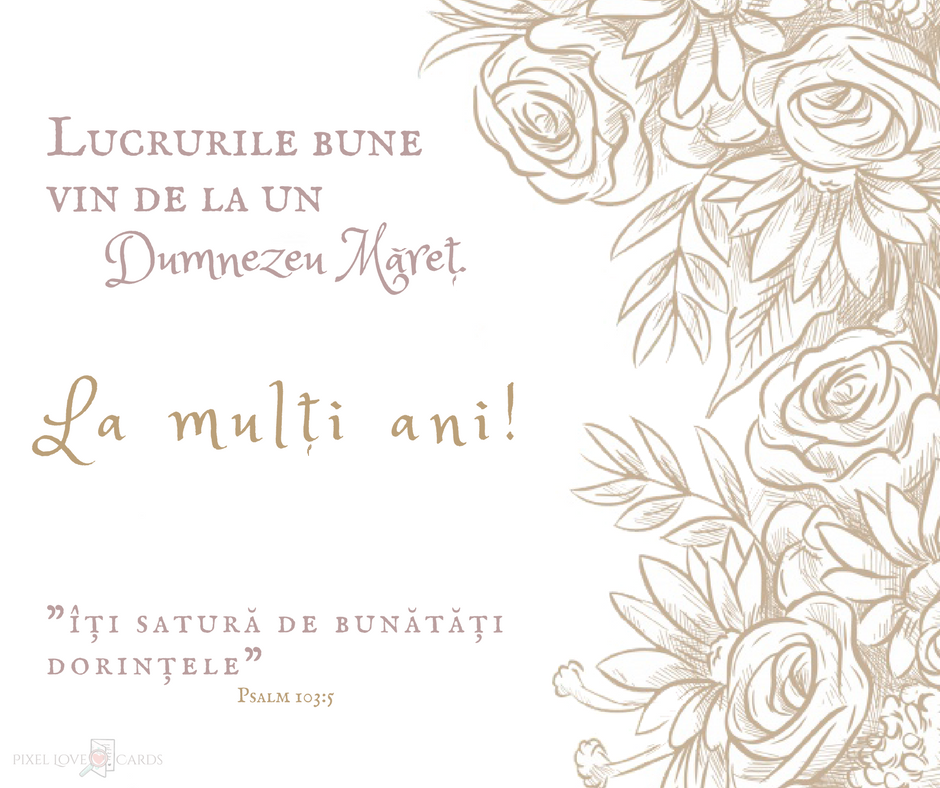 Lucrurile bune
vin de la un
Dumnezeu Măreț.
La mulți ani!
”îți satură de bunătăți
dorințele”
Psalm 103:5
PIXEL LOVE CARDS